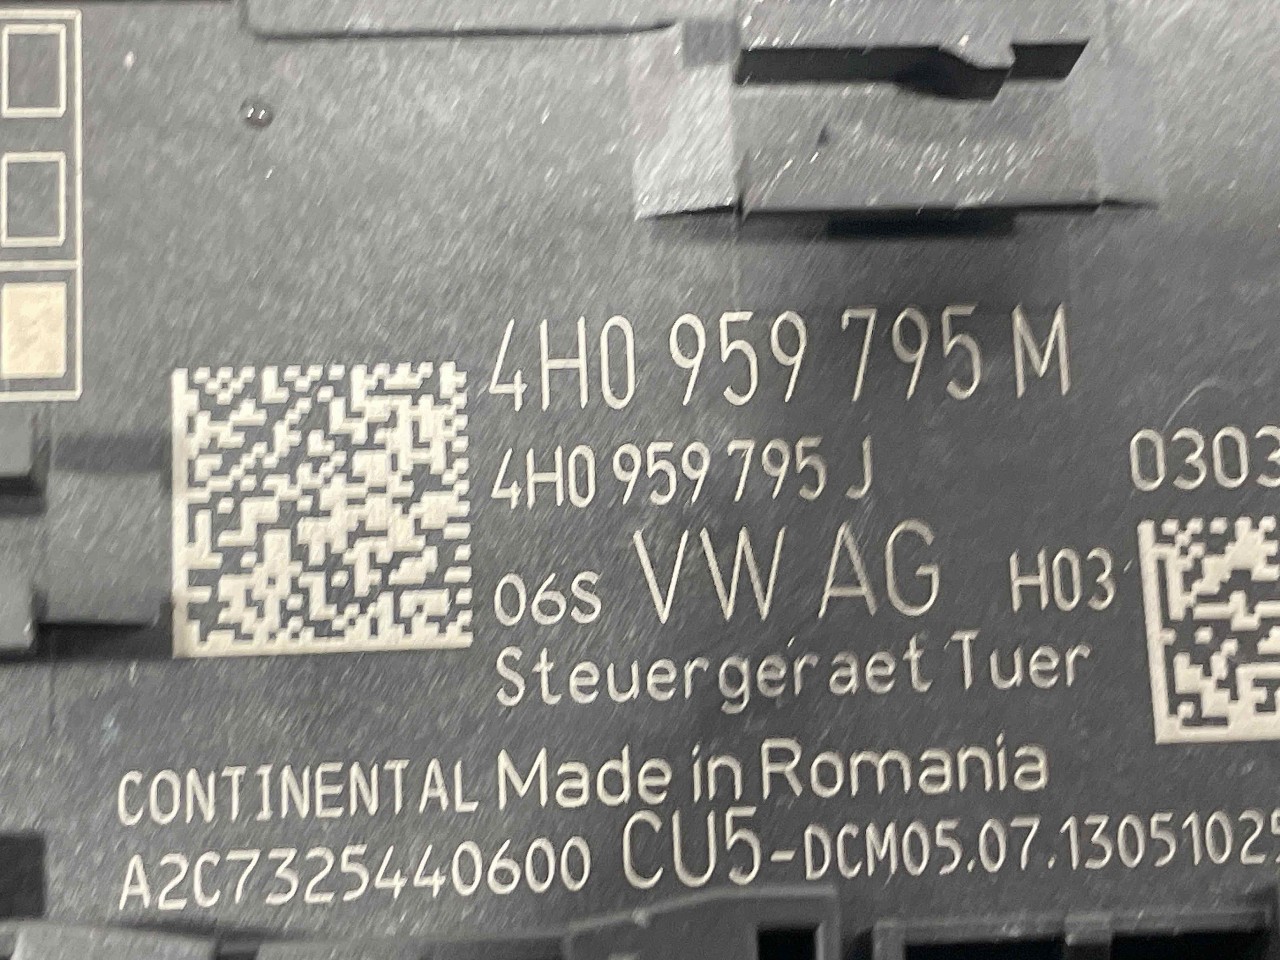 4H0 959 795 M
4H0 959 795 J
0303
06S VW AG H03
Steuergeraet Tuer
CONTINENTAL Made in Romania
A2C7325440600 CU5-DCM05.07.1305102